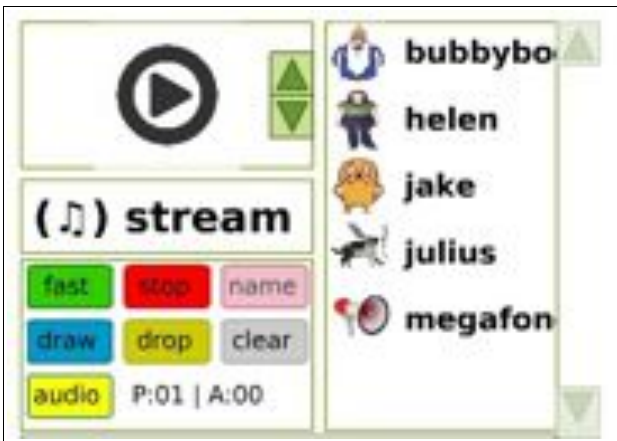 (♫) stream
fast stop name
draw drop clear
audio P:01 | A:00
bubbybo
helen
jake
julius
megafon